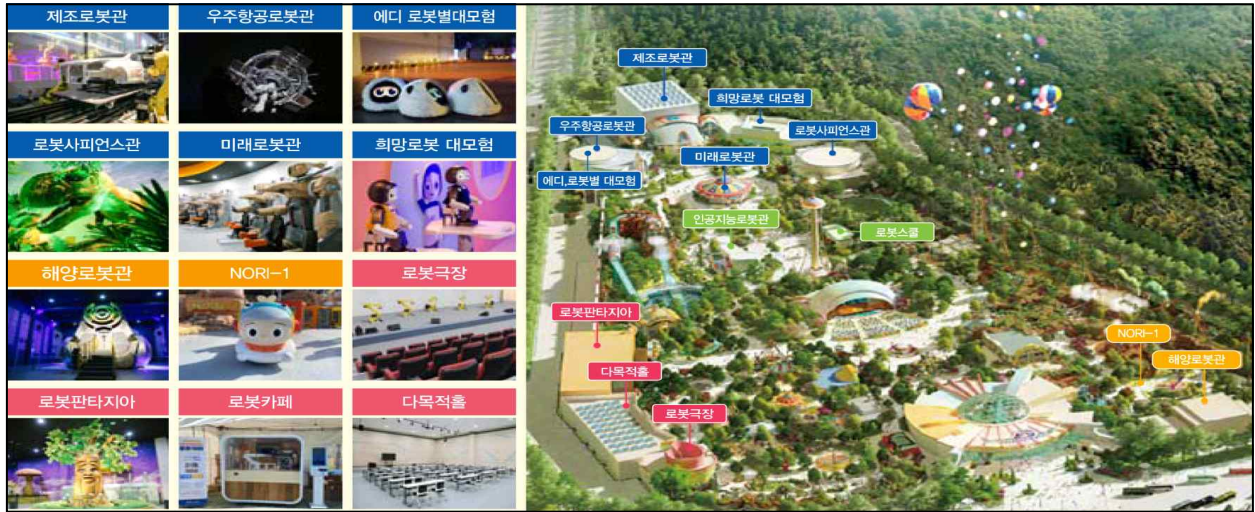 제조로봇관
우주항공로봇관
에디 로봇별대모험
로봇사피언스관
미래로봇관
희망로봇 대모험
해양로봇관
NORI-1
로봇극장
로봇판타지아
로봇카페
다목적홀
제조로봇관
희망로봇 대모험
우주항공로봇관
로봇사피언스관
미래로봇관
에디,로봇별 대모험
인공지능로봇관
로봇스쿨
로봇판타지아
NORI-1
해양로봇관
다목적홀
로봇극장